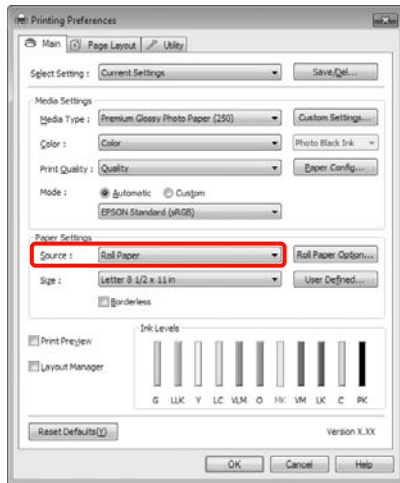 Printing Preferences
Main Page Layout Utility
Select Setting : Current Settings Save/Del...
Media Settings
Media Type : Premium Glossy Photo Paper (250) Custom Settings...
Color : Color Photo Black Ink
Print Quality : Quality Paper Config...
Mode : Automatic Custom
EPSON Standard (sRGB)
Paper Settings
Source : Roll Paper Roll Paper Option...
Size : Letter 8 1/2 x 11 in User Defined...
Borderless
Print Preview
Layout Manager
Ink Levels
G LLK Y LC VLM O MK VM LK C PK
Reset Defaults(Y) Version X.XX
OK Cancel Help